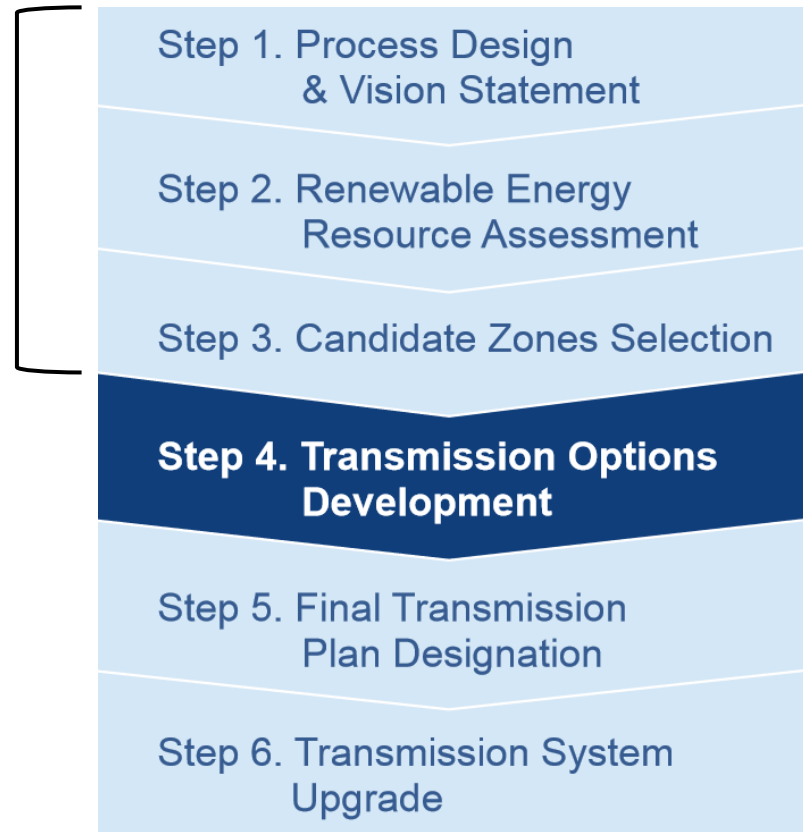 Step 1. Process Design
& Vision Statement
Step 2. Renewable Energy
Resource Assessment
Step 3. Candidate Zones Selection
Step 4. Transmission Options
Development
Step 5. Final Transmission
Plan Designation
Step 6. Transmission System
Upgrade